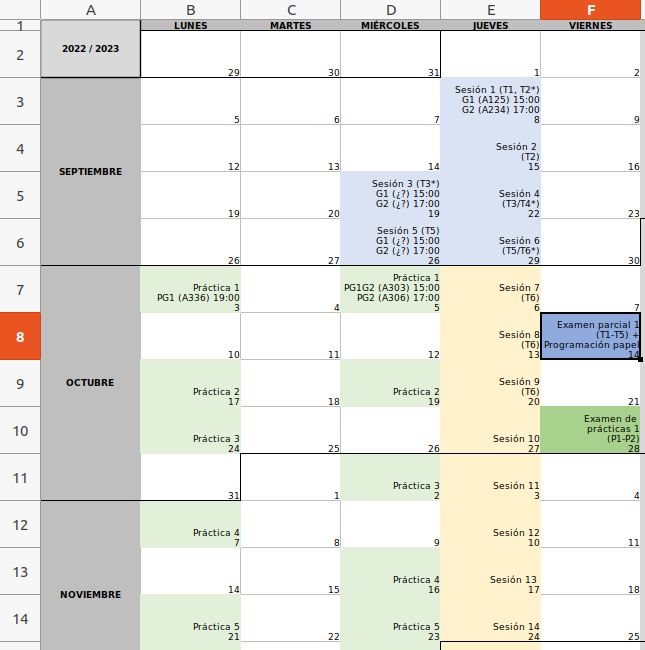 A B C D E F
1 LUNES MARTES MIÉRCOLES JUEVES VIERNES
2022 / 2023
2 29 30 31 1 2
SEPTIEMBRE
3
Sesión 1 (T1, T2*)
G1 (A125) 15:00
G2 (A234) 17:00
5 6 7 8 9
4
Sesión 2
(T2)
12 13 14 15 16
5
Sesión 3 (T3*)
G1 (¿?) 15:00
G2 (¿?) 17:00
Sesión 4
(T3/T4*)
19 20 19 22 23
6
Sesión 5 (T5)
G1 (¿?) 15:00
G2 (¿?) 17:00
Sesión 6
(T5/T6*)
26 27 26 29 30
OCTUBRE
7
Práctica 1
PG1 (A336) 19:00
Práctica 1
PG1G2 (A303) 15:00
PG2 (A306) 17:00
Sesión 7
(T6)
3 4 5 6 7
8
Sesión 8
(T6)
Examen parcial 1
(T1-T5) +
Programación papel
10 11 12 13 14
9
Práctica 2
Práctica 2
Sesión 9
(T6)
17 18 19 20 21
10
Práctica 3
Sesión 10
Examen de
prácticas 1
(P1-P2)
24 25 26 27 28
11
Práctica 3
Sesión 11
31 1 2 3 4
NOVIEMBRE
12
Práctica 4
Sesión 12
7 8 9 10 11
13
Práctica 4
Sesión 13
14 15 16 17 18
14
Práctica 5
Práctica 5
Sesión 14
21 22 23 24 25